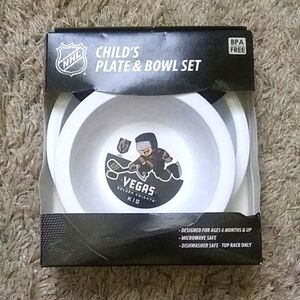 NHL
CHILD'S
PLATE & BOWL SET
BPA
FREE
VEGAS
GOLDEN KNIGHTS
KID
• DESIGNED FOR AGES 6 MONTHS & UP
• MICROWAVE SAFE
• DISHWASHER SAFE - TOP RACK ONLY